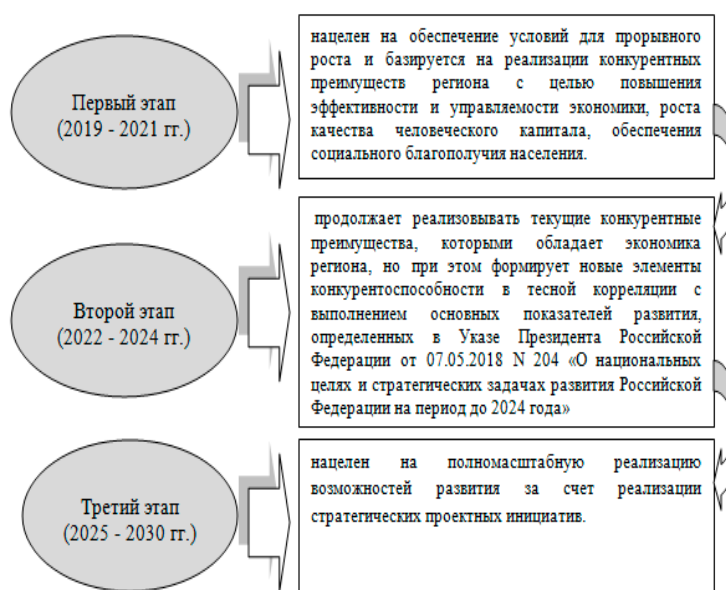 Первый этап
(2019 - 2021 гг.)
нацелен на обеспечение условий для прорывного
роста и базируется на реализации конкурентных
преимуществ региона с целью повышения
эффективности и управляемости экономики, роста
качества человеческого капитала, обеспечения
социального благополучия населения.
Второй этап
(2022 - 2024 гг.)
продолжает реализовывать текущие конкурентные
преимущества, которыми обладает экономика
региона, но при этом формирует новые элементы
конкурентоспособности в тесной корреляции с
выполнением основных показателей развития,
определенных в Указе Президента Российской
Федерации от 07.05.2018 N 204 «О национальных
целях и стратегических задачах развития Российской
Федерации на период до 2024 года»
Третий этап
(2025 - 2030 гг.)
нацелен на полномасштабную реализацию
возможностей развития за счет реализации
стратегических проектных инициатив.